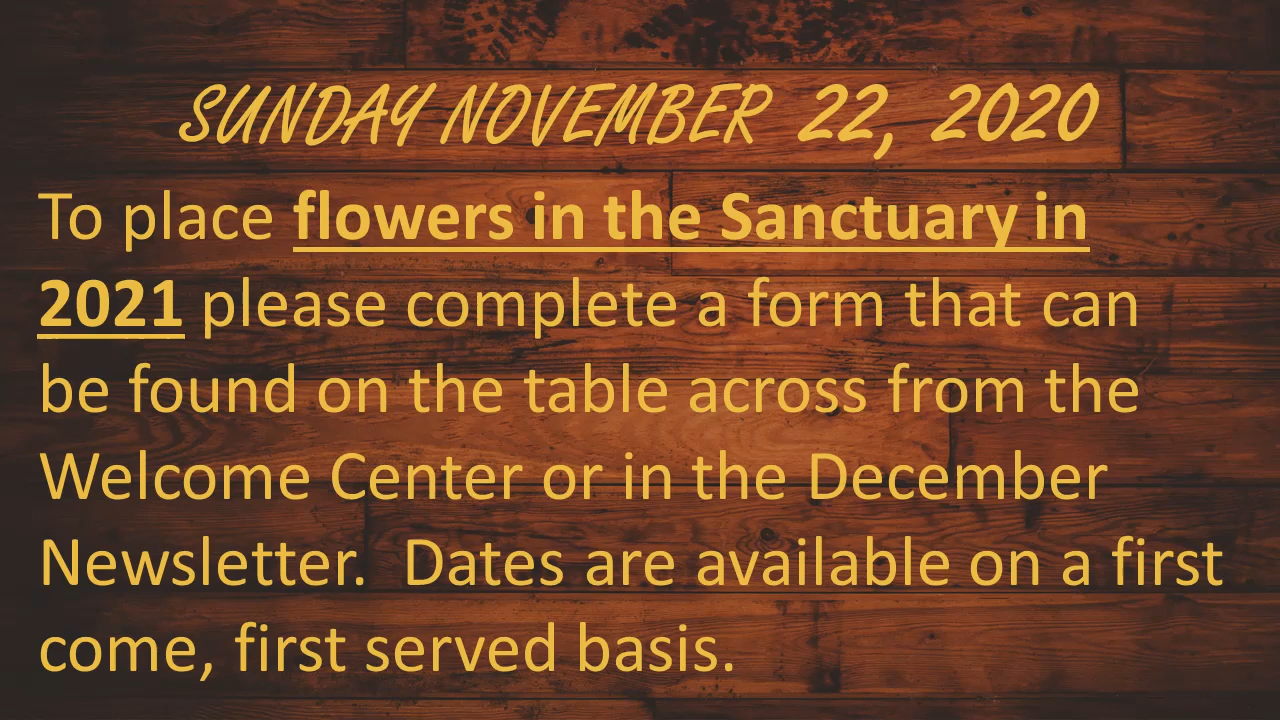 SUNDAY NOVEMBER 22, 2020
To place flowers in the Sanctuary in
2021 please complete a form that can
be found on the table across from the
Welcome Center or in the December
Newsletter.  Dates are available on a first
come, first served basis.